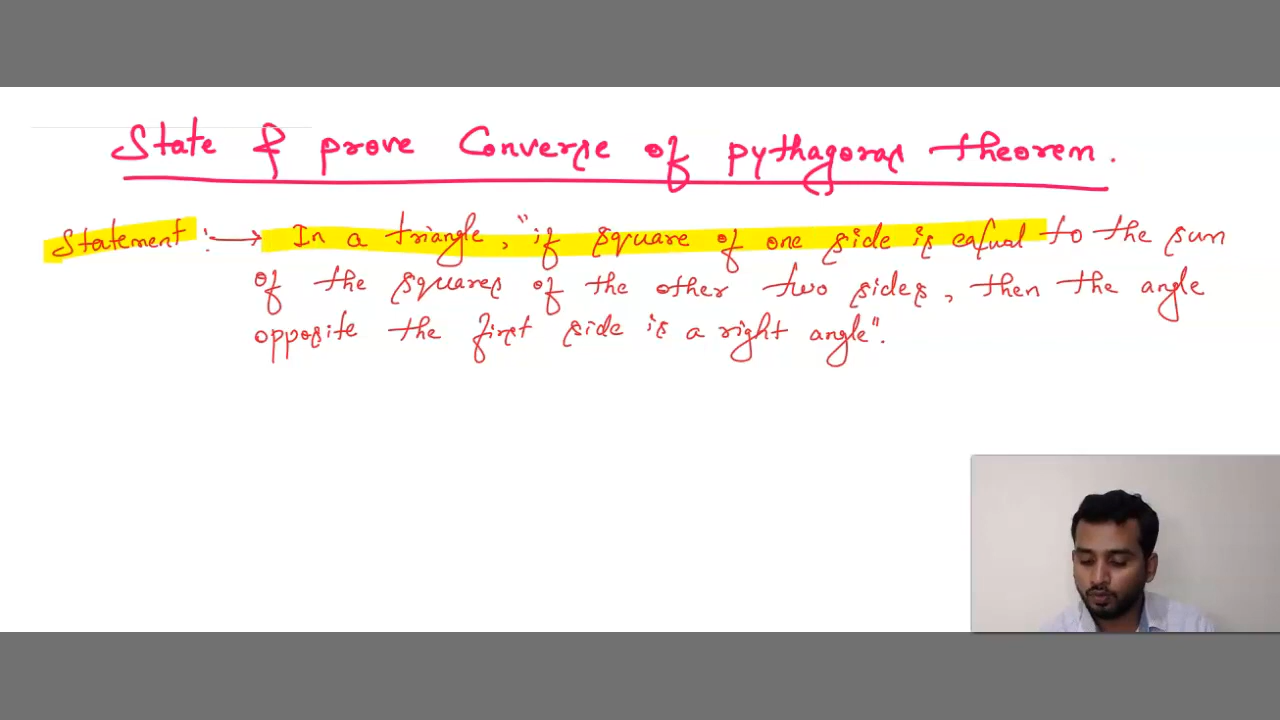 State & prove Converse of pythagoras theorem.
Statement :→ In a triangle, "if square of one side is equal to the sum
of the squares of the other two sides, then the angle
opposite the first side is a right angle".